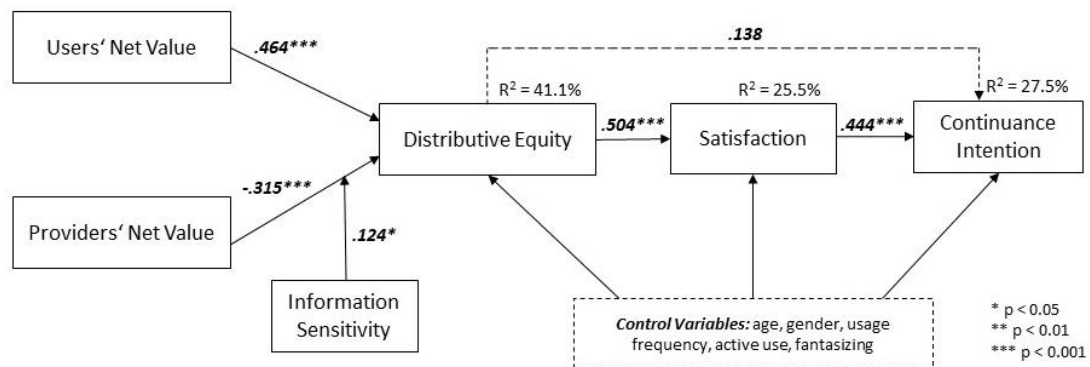 Users‘ Net Value
.464***
.138
R² = 41.1%
R² = 25.5%
R² = 27.5%
Distributive Equity
.504***
Satisfaction
.444***
Continuance
Intention
-.315***
Providers‘ Net Value
.124*
Information
Sensitivity
Control Variables: age, gender, usage
frequency, active use, fantasizing
* p < 0.05
** p < 0.01
*** p < 0.001